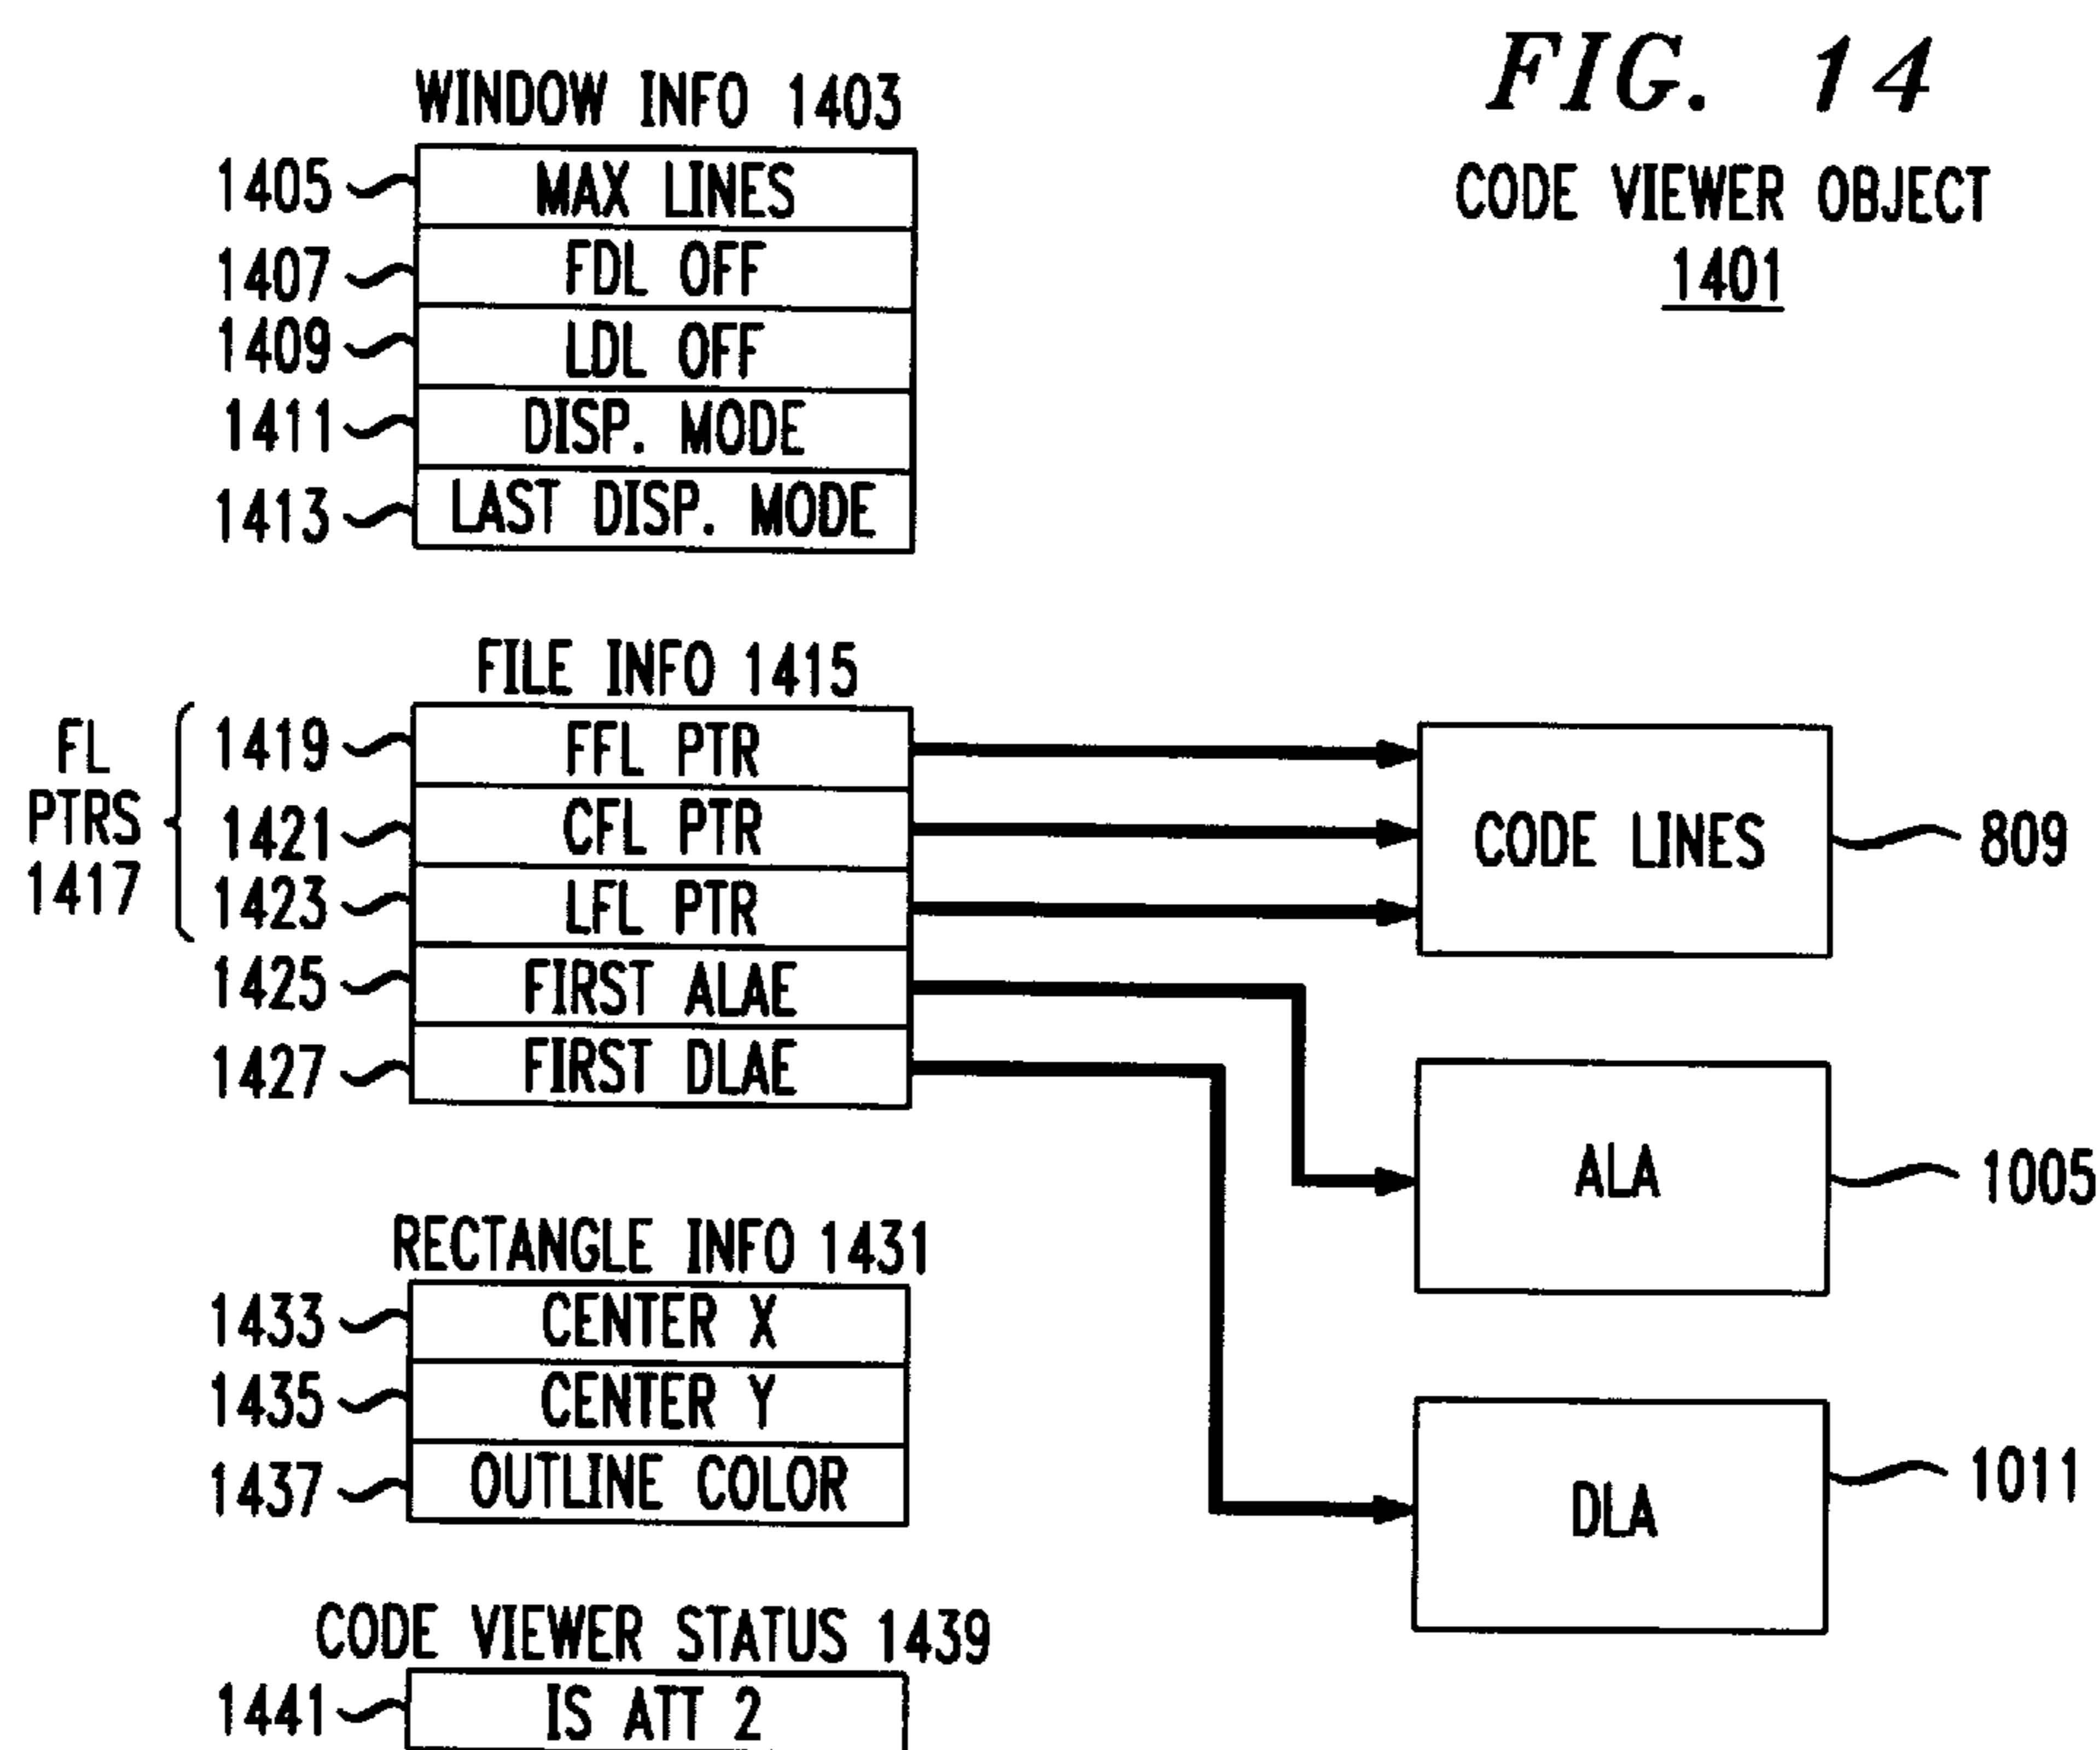 FIG. 14
CODE VIEWER OBJECT
1401
WINDOW INFO 1403
1405 MAX LINES
1407 FDL OFF
1409 LDL OFF
1411 DISP. MODE
1413 LAST DISP. MODE
FILE INFO 1415
FL
PTRS
1417
1419 FFL PTR
1421 CFL PTR
1423 LFL PTR
1425 FIRST ALAE
1427 FIRST DLAE
CODE LINES 809
ALA 1005
DLA 1011
RECTANGLE INFO 1431
1433 CENTER X
1435 CENTER Y
1437 OUTLINE COLOR
CODE VIEWER STATUS 1439
1441 IS ATT 2